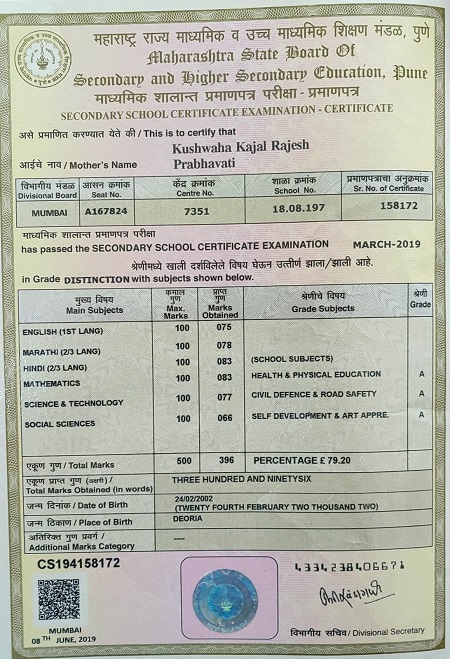 महाराष्ट्र राज्य माध्यमिक व उच्च माध्यमिक शिक्षण मंडळ, पुणे
Maharashtra State Board Of
Secondary and Higher Secondary Education, Pune
माध्यमिक शालान्त प्रमाणपत्र परीक्षा - प्रमाणपत्र
SECONDARY SCHOOL CERTIFICATE EXAMINATION - CERTIFICATE
असे प्रमाणित करण्यात येते की / This is to certify that
Kushwaha Kajal Rajesh
आईचे नाव / Mother's Name Prabhavati
विभागीय मंडळ आसन क्रमांक केंद्र क्रमांक शाळा क्रमांक प्रमाणपत्राचा अनुक्रमांक
Divisional Board Seat No. Centre No. School No. Sr. No. of Certificate
MUMBAI A167824 7351 18.08.197 158172
माध्यमिक शालान्त प्रमाणपत्र परीक्षा
has passed the SECONDARY SCHOOL CERTIFICATE EXAMINATION MARCH-2019
श्रेणीमध्ये खाली दर्शविलेले विषय घेऊन उत्तीर्ण झाला/झाली आहे.
in Grade DISTINCTION with subjects shown below.
मुख्य विषय कमाल गुण प्राप्त गुण श्रेणीचे विषय श्रेणी
Main Subjects Max. Marks Marks Obtained Grade Subjects Grade
ENGLISH (1ST LANG) 100 075
MARATHI (2/3 LANG) 100 078
HINDI (2/3 LANG) 100 083 (SCHOOL SUBJECTS)
MATHEMATICS 100 083 HEALTH & PHYSICAL EDUCATION A
SCIENCE & TECHNOLOGY 100 077 CIVIL DEFENCE & ROAD SAFETY A
SOCIAL SCIENCES 100 066 SELF DEVELOPMENT & ART APPRE. A
एकूण गुण / Total Marks 500 396 PERCENTAGE £ 79.20
एकूण प्राप्त गुण (अक्षरी) /
Total Marks Obtained (in words) THREE HUNDRED AND NINETYSIX
जन्म दिनांक / Date of Birth 24/02/2002
(TWENTY FOURTH FEBRUARY TWO THOUSAND TWO)
जन्म ठिकाण / Place of Birth DEORIA
अतिरिक्त गुण प्रवर्ग /
Additional Marks Category ----
CS194158172
4334238406671
MUMBAI
08TH JUNE, 2019
विभागीय सचिव / Divisional Secretary